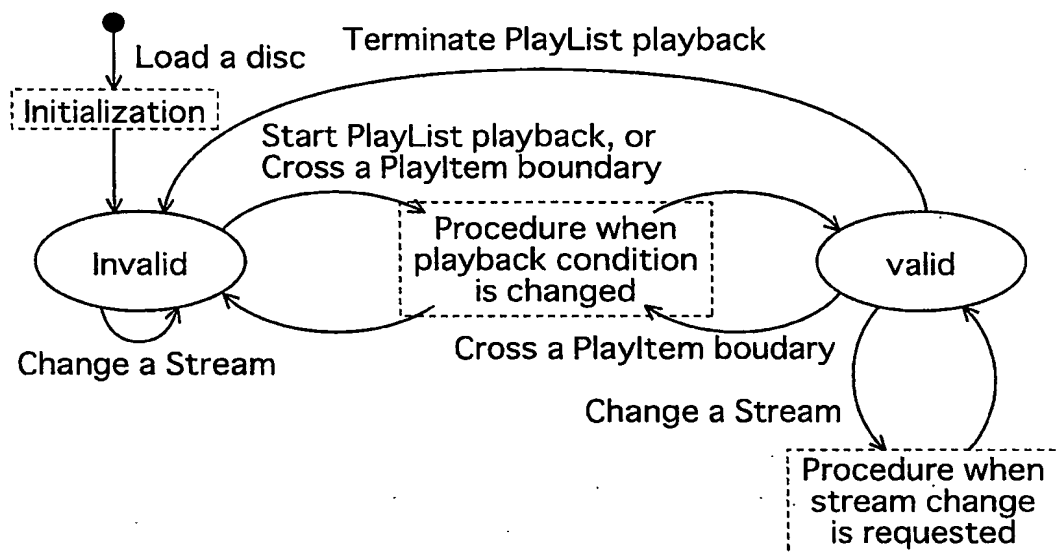 Load a disc
Terminate PlayList playback
Initialization
Start PlayList playback, or
Cross a PlayItem boundary
Invalid
Procedure when
playback condition
is changed
valid
Change a Stream
Cross a PlayItem boudary
Change a Stream
Procedure when
stream change
is requested